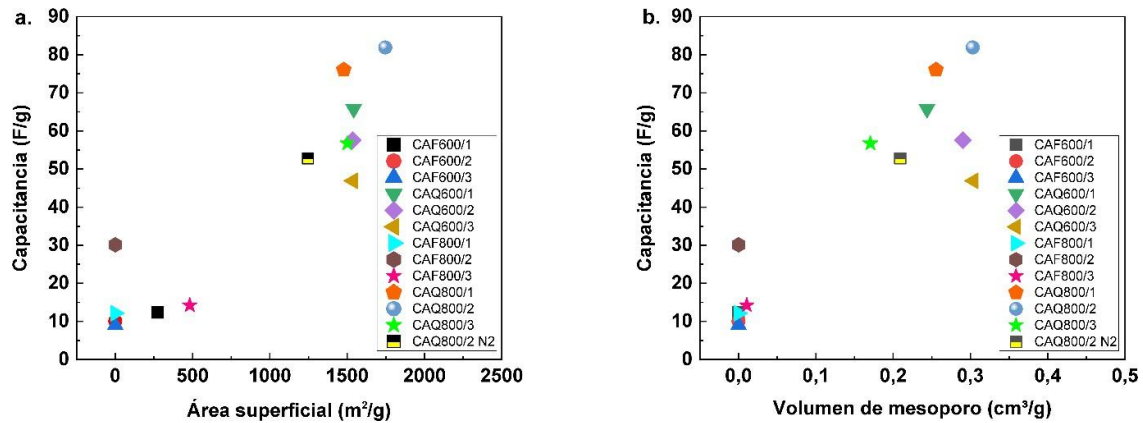 a.
Capacitancia (F/g)
90
80
70
60
50
40
30
20
10
0
CAF600/1
CAF600/2
CAF600/3
CAQ600/1
CAQ600/2
CAQ600/3
CAF800/1
CAF800/2
CAF800/3
CAQ800/1
CAQ800/2
CAQ800/3
CAQ800/2 N2
0 500 1000 1500 2000 2500
Área superficial (m²/g)
b.
Capacitancia (F/g)
90
80
70
60
50
40
30
20
10
0
CAF600/1
CAF600/2
CAF600/3
CAQ600/1
CAQ600/2
CAQ600/3
CAF800/1
CAF800/2
CAF800/3
CAQ800/1
CAQ800/2
CAQ800/3
CAQ800/2 N2
0,0 0,1 0,2 0,3 0,4 0,5
Volumen de mesoporo (cm³/g)